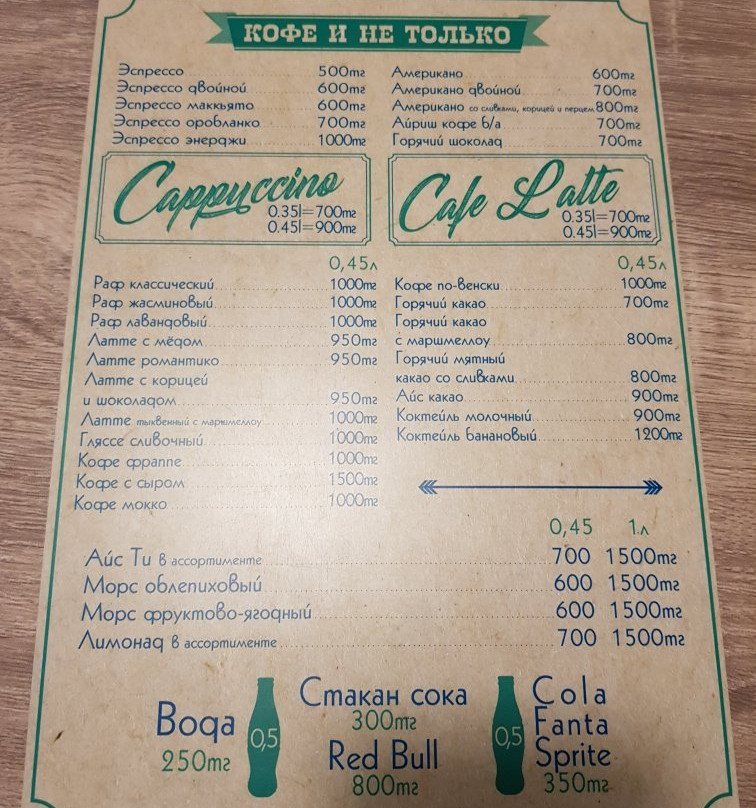 КОФЕ И НЕ ТОЛЬКО
Эспрессо 500тг
Эспрессо двойной 600тг
Эспрессо маккьято 600тг
Эспрессо оробланко 700тг
Эспрессо энерджи 1000тг
Американо 600тг
Американо двойной 700тг
Американо со сливками, корицей и перцем 800тг
Айриш кофе б/а 700тг
Горячий шоколад 700тг
Cappuccino
0.35l=700тг
0.45l=900тг
Cafe Latte
0.35l=700тг
0.45l=900тг
0,45л
Раф классический 1000тг
Раф жасминовый 1000тг
Раф лавандовый 1000тг
Латте с мёдом 950тг
Латте романтико 950тг
Латте с корицей
и шоколадом 950тг
Латте тыквенный с маршмеллоу 1000тг
Гляссе сливочный 1000тг
Кофе фраппе 1000тг
Кофе с сыром 1500тг
Кофе мокко 1000тг
0,45л
Кофе по-венски 1000тг
Горячий какао 700тг
Горячий какао
с маршмеллоу 800тг
Горячий мятный
какао со сливками 800тг
Айс какао 900тг
Коктейль молочный 900тг
Коктейль банановый 1200тг
0,45 1л
Айс Ти в ассортименте 700 1500тг
Морс облепиховый 600 1500тг
Морс фруктово-ягодный 600 1500тг
Лимонад в ассортименте 700 1500тг
Вода
250тг
0,5
Стакан сока
300тг
Red Bull
800тг
0,5
Cola
Fanta
Sprite
350тг